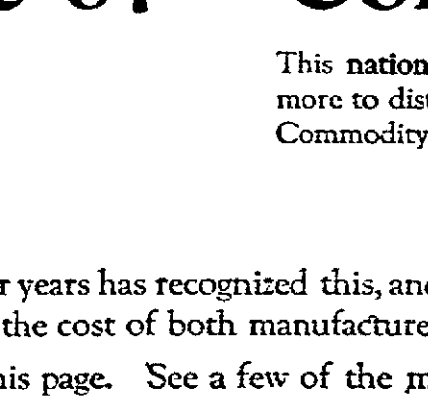 This nation
more to dist
Commodity
r years has recognized this, and
the cost of both manufacture
his page. See a few of the m